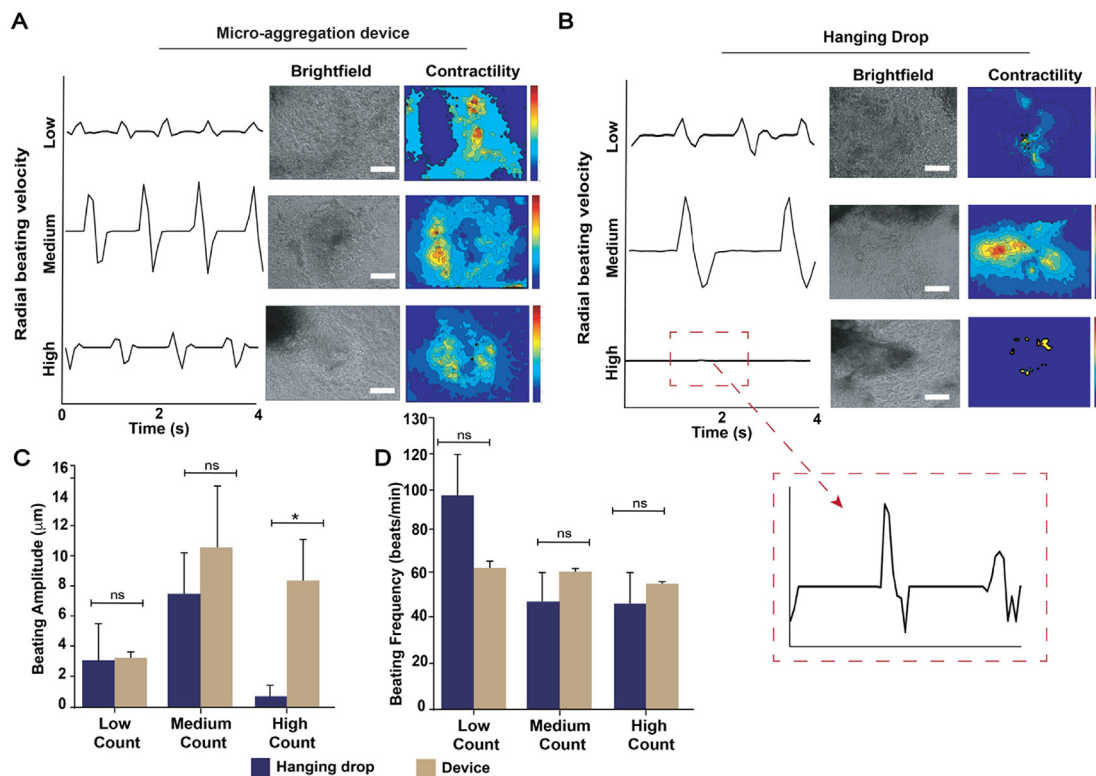 A
Micro-aggregation device
Brightfield
Contractility
Radial beating velocity
Low
Medium
High
0
2
4
Time (s)
B
Hanging Drop
Brightfield
Contractility
Radial beating velocity
Low
Medium
High
0
2
4
Time (s)
C
Beating Amplitude (μm)
16
14
12
10
8
6
4
2
0
ns
ns
*
Low Count
Medium Count
High Count
D
Beating Frequency (beats/min)
130
120
100
80
60
40
20
0
ns
ns
ns
Low Count
Medium Count
High Count
Hanging drop
Device